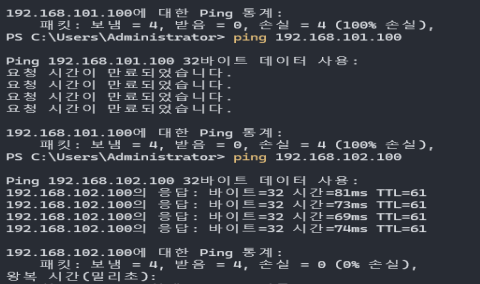 192.168.101.100에 대한 Ping 통계:
    패킷: 보냄 = 4, 받음 = 0, 손실 = 4 (100% 손실),
PS C:\Users\Administrator> ping 192.168.101.100

Ping 192.168.101.100 32바이트 데이터 사용:
요청 시간이 만료되었습니다.
요청 시간이 만료되었습니다.
요청 시간이 만료되었습니다.
요청 시간이 만료되었습니다.

192.168.101.100에 대한 Ping 통계:
    패킷: 보냄 = 4, 받음 = 0, 손실 = 4 (100% 손실),
PS C:\Users\Administrator> ping 192.168.102.100

Ping 192.168.102.100 32바이트 데이터 사용:
192.168.102.100의 응답: 바이트=32 시간=81ms TTL=61
192.168.102.100의 응답: 바이트=32 시간=73ms TTL=61
192.168.102.100의 응답: 바이트=32 시간=69ms TTL=61
192.168.102.100의 응답: 바이트=32 시간=74ms TTL=61

192.168.102.100에 대한 Ping 통계:
    패킷: 보냄 = 4, 받음 = 4, 손실 = 0 (0% 손실),
왕복 시간(밀리초):